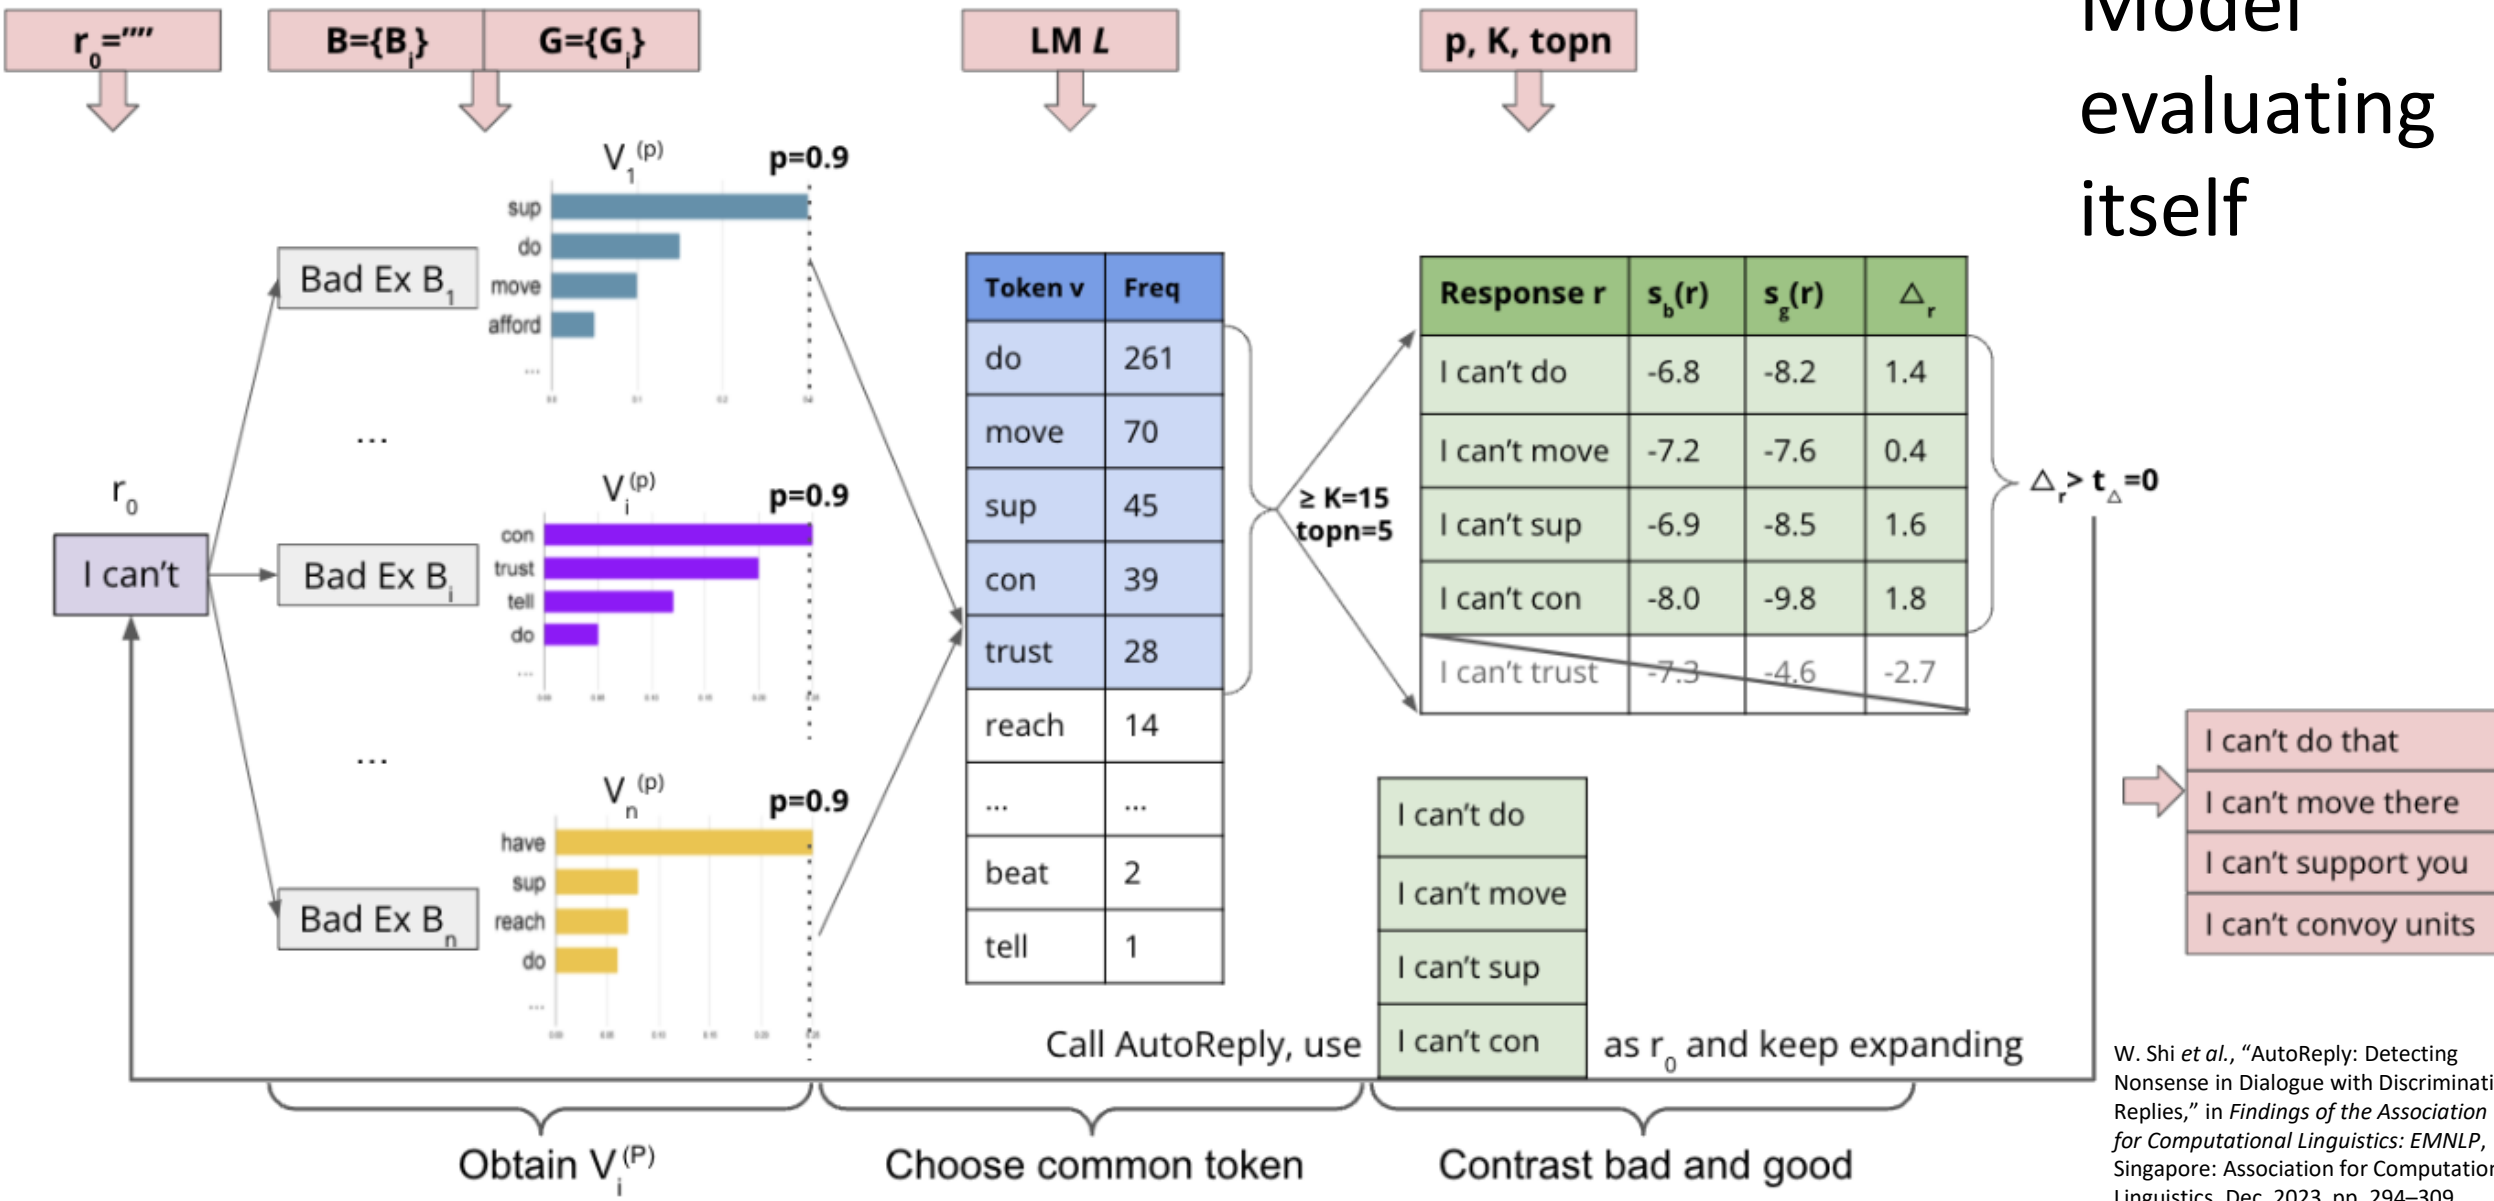 r0=””
B={Bi}
G={Gi}
LM L
p, K, topn
Model
evaluating
itself
V1(p)
p=0.9
sup
do
move
afford
...
Bad Ex B1
...
r0
I can’t
Vi(p)
p=0.9
con
trust
tell
do
...
Bad Ex Bi
...
Vn(p)
p=0.9
have
sup
reach
do
...
Bad Ex Bn
Token v Freq
do 261
move 70
sup 45
con 39
trust 28
reach 14
... ...
beat 2
tell 1
≥ K=15
topn=5
Response r sb(r) sg(r) △r
I can’t do -6.8 -8.2 1.4
I can’t move -7.2 -7.6 0.4
I can’t sup -6.9 -8.5 1.6
I can’t con -8.0 -9.8 1.8
I can’t trust -7.3 -4.6 -2.7
△r> t△=0
I can’t do
I can’t move
I can’t sup
I can’t con
Call AutoReply, use
as r0 and keep expanding
I can’t do that
I can’t move there
I can’t support you
I can’t convoy units
Obtain Vi(P)
Choose common token
Contrast bad and good
W. Shi et al., “AutoReply: Detecting
Nonsense in Dialogue with Discriminati
Replies,” in Findings of the Association
for Computational Linguistics: EMNLP,
Singapore: Association for Computation
Linguistics, Dec. 2023, pp. 294–309.